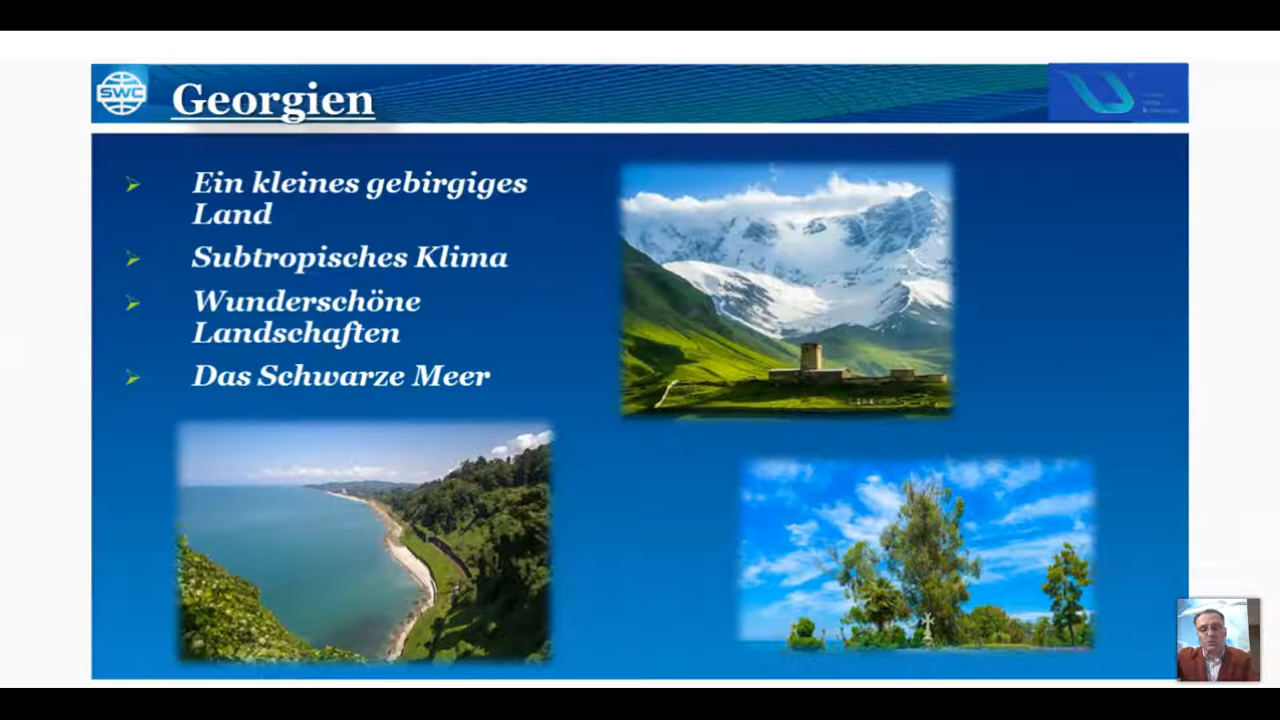 SWC
Georgien
Ein kleines gebirgiges
Land
Subtropisches Klima
Wunderschöne
Landschaften
Das Schwarze Meer